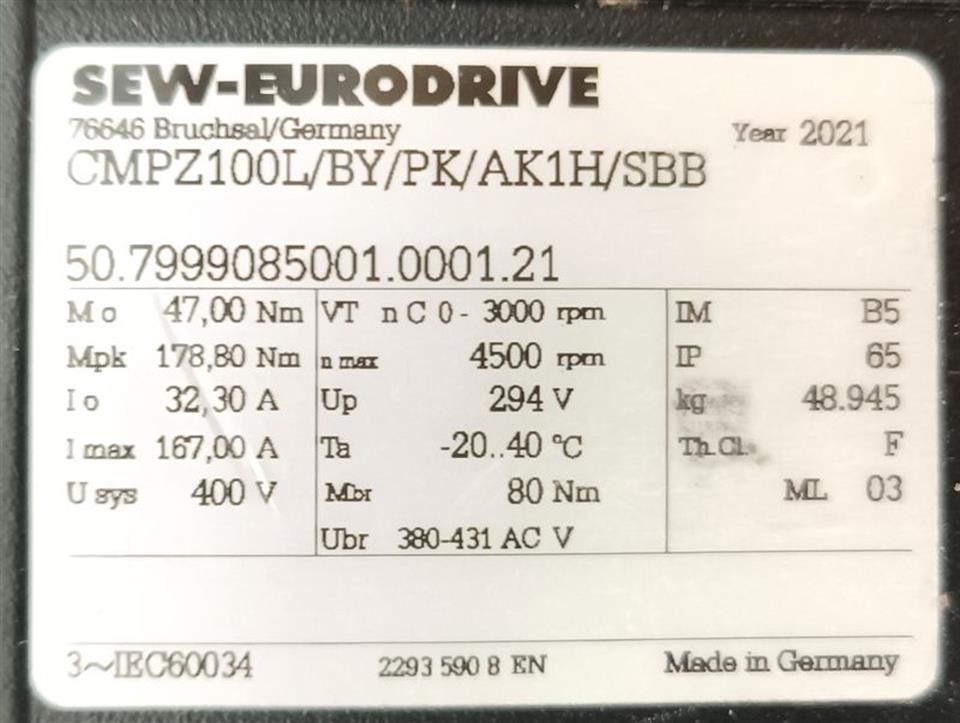 SEW-EURODRIVE
76646 Bruchsal/Germany Year 2021
CMPZ100L/BY/PK/AK1H/SBB
50.7999085001.0001.21
Mo 47,00 Nm VT nC 0- 3000 rpm IM B5
Mpk 178,80 Nm n max 4500 rpm IP 65
Io 32,30 A Up 294 V kg 48.945
I max 167,00 A Ta -20..40 °C Th.Cl. F
U sys 400 V Mbr 80 Nm ML 03
Ubr 380-431 AC V
3~IEC60034 2293 590 8 EN Made in Germany